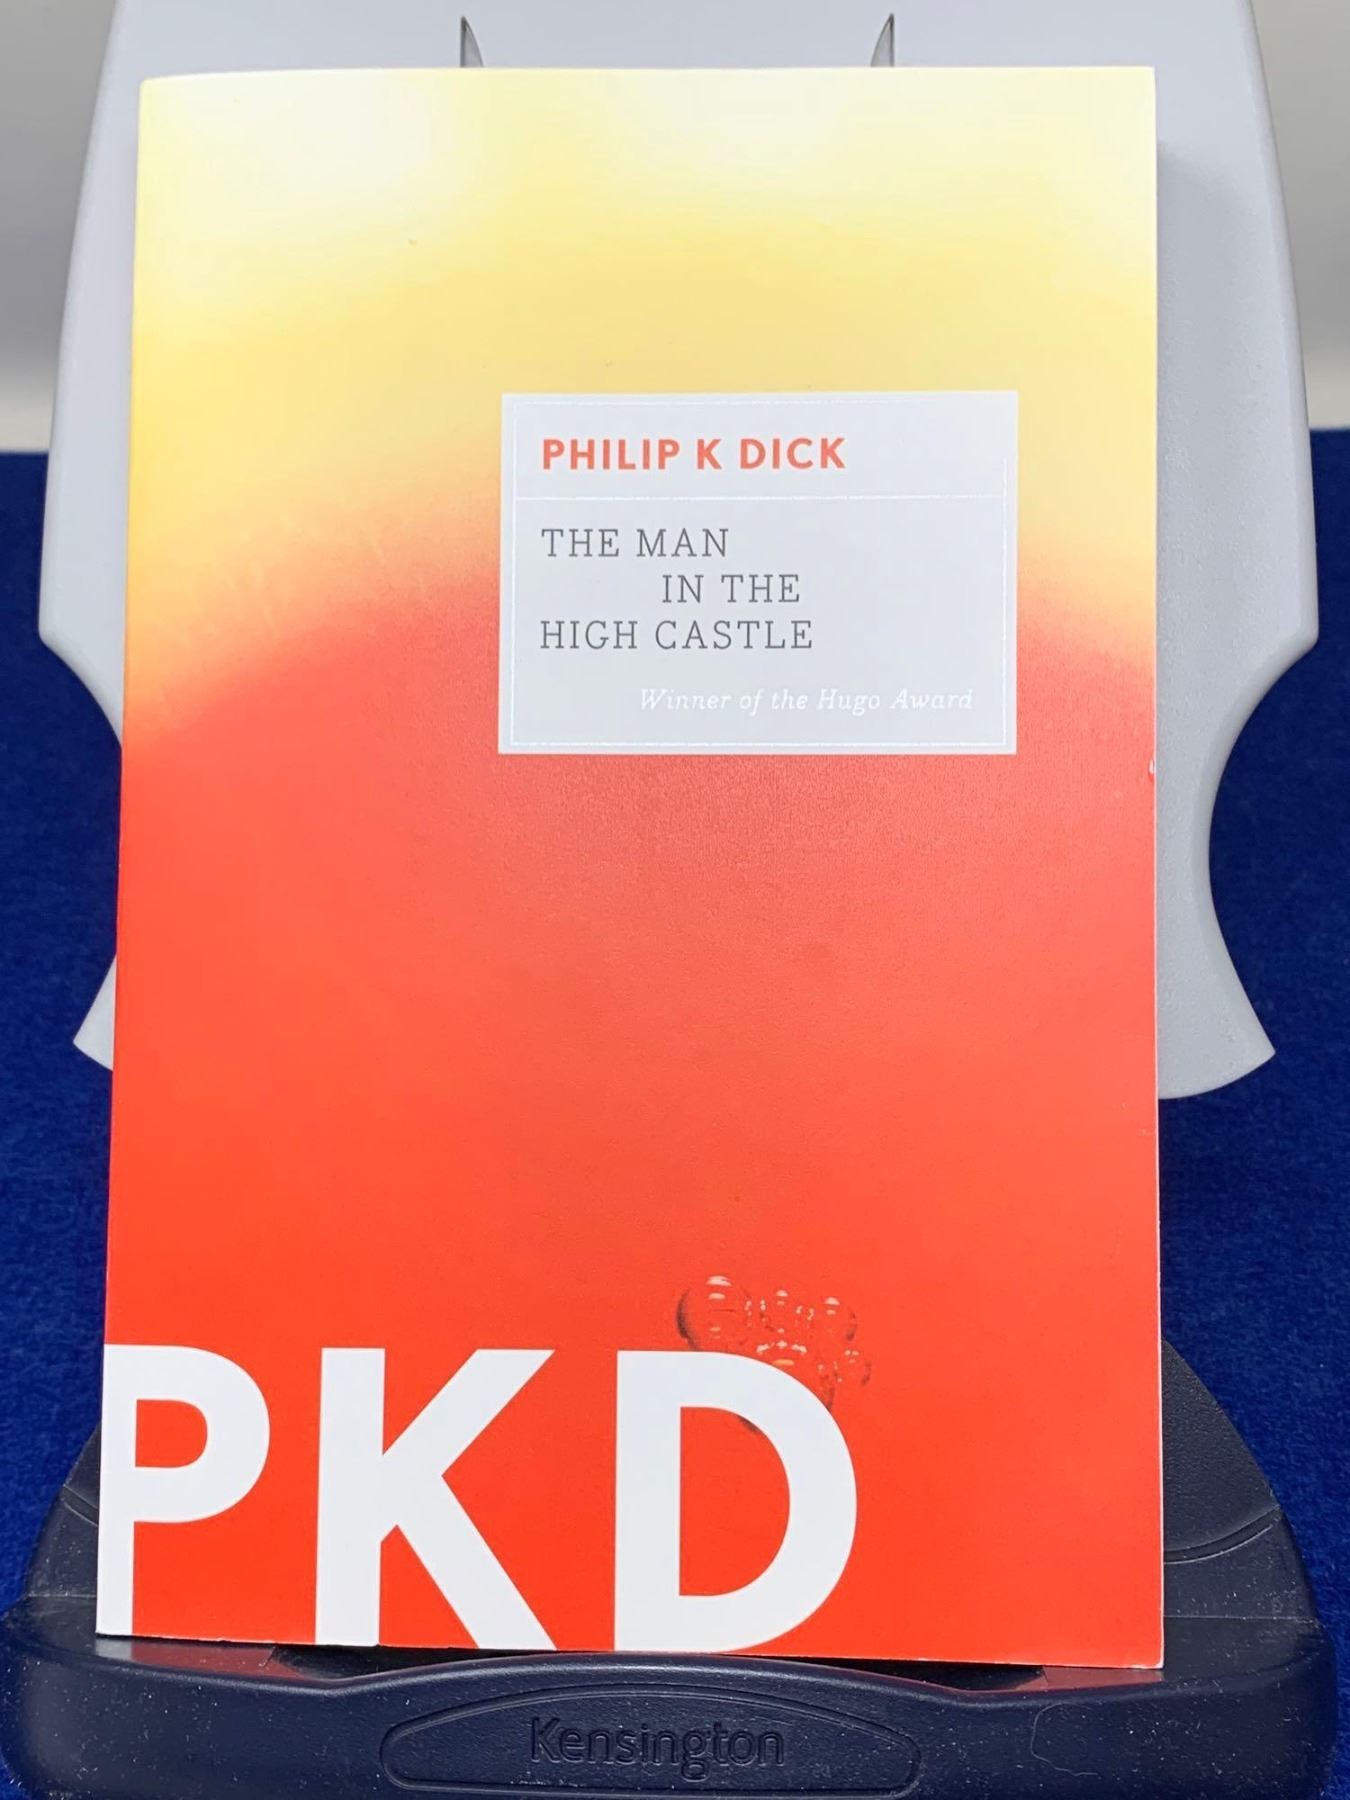 PHILIP K DICK
THE MAN
IN THE
HIGH CASTLE
Winner of the Hugo Award
PKD
Kensington